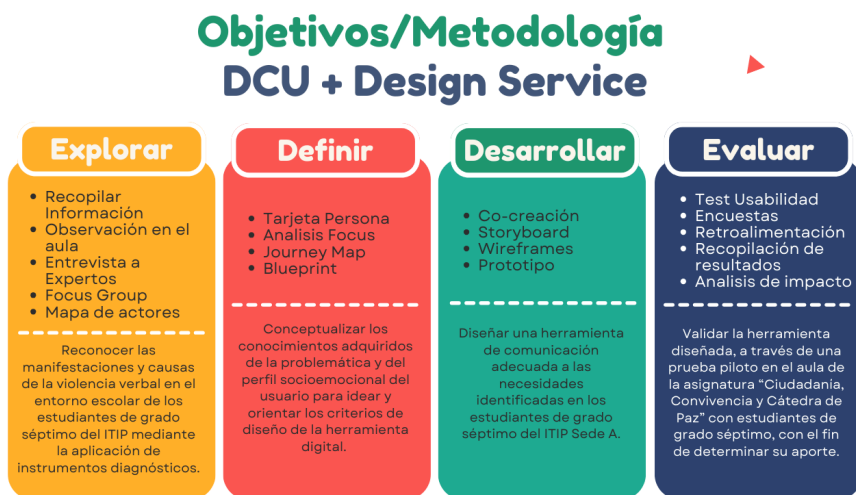 Objetivos/Metodología
DCU + Design Service
Explorar
• Recopilar
Información
• Observación en el
aula
• Entrevista a
Expertos
• Focus Group
• Mapa de actores
Reconocer las
manifestaciones y causas
de la violencia verbal en el
entorno escolar de los
estudiantes de grado
séptimo del ITIP mediante
la aplicación de
instrumentos diagnósticos.
Definir
• Tarjeta Persona
• Analisis Focus
• Journey Map
• Blueprint
Conceptualizar los
conocimientos adquiridos
de la problemática y del
perfil socioemocional del
usuario para idear y
orientar los criterios de
diseño de la herramienta
digital.
Desarrollar
• Co-creación
• Storyboard
• Wireframes
• Prototipo
Diseñar una herramienta
de comunicación
adecuada a las
necesidades
identificadas en los
estudiantes de grado
séptimo del ITIP Sede A.
Evaluar
• Test Usabilidad
• Encuestas
• Retroalimentación
• Recopilación de
resultados
• Analisis de impacto
Validar la herramienta
diseñada, a través de una
prueba piloto en el aula de
la asignatura “Ciudadanía,
Convivencia y Cátedra de
Paz” con estudiantes de
grado séptimo, con el fin
de determinar su aporte.